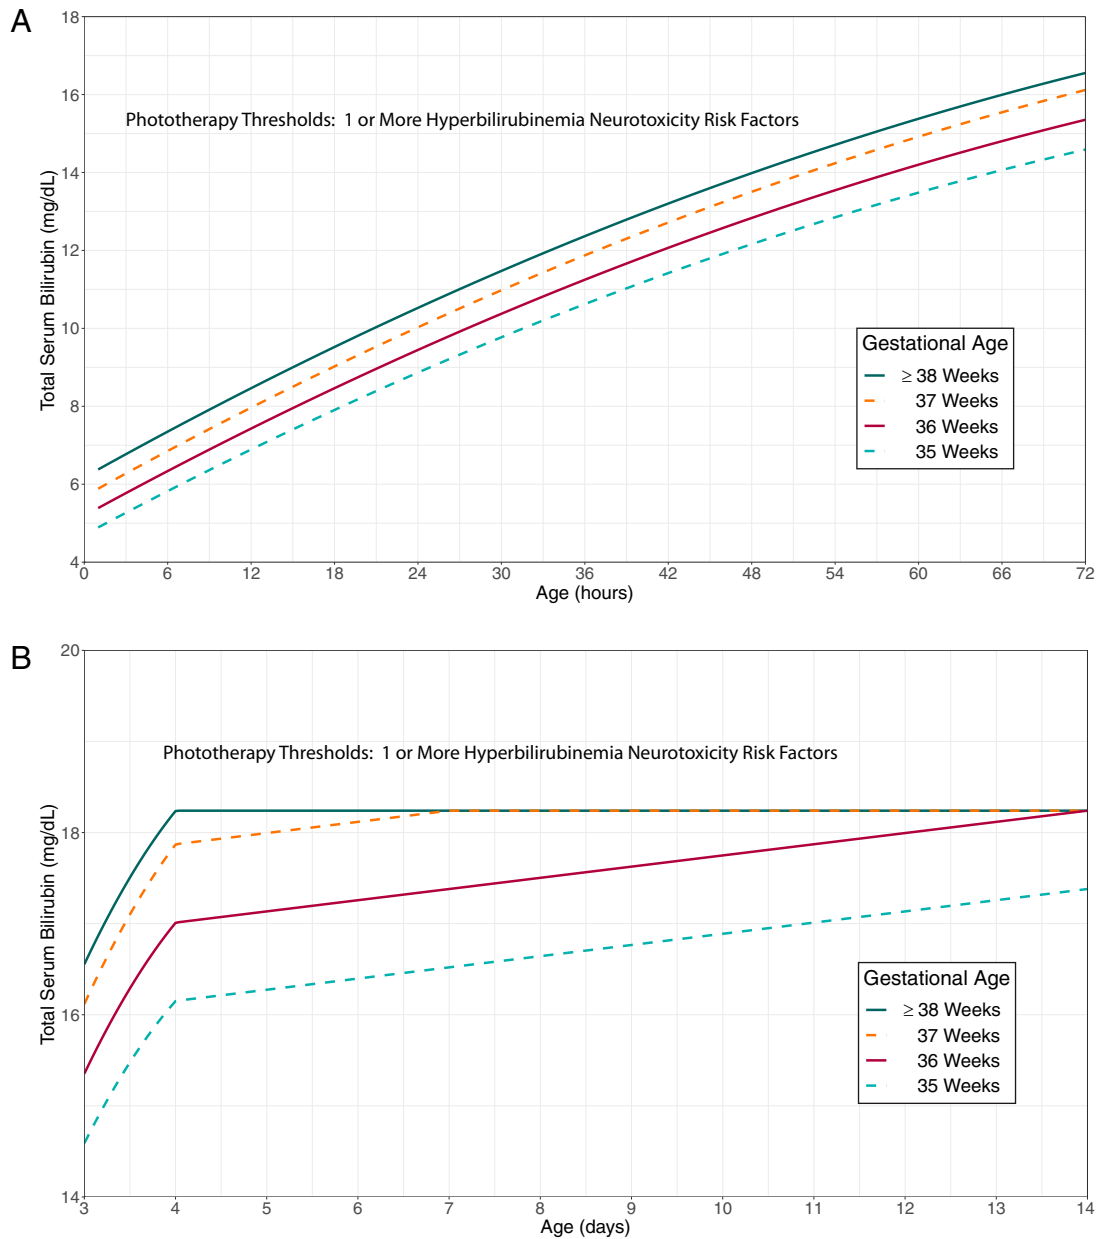 A
18
16
14
12
10
8
6
4
Total Serum Bilirubin (mg/dL)
Phototherapy Thresholds: 1 or More Hyperbilirubinemia Neurotoxicity Risk Factors
Gestational Age
≥ 38 Weeks
37 Weeks
36 Weeks
35 Weeks
0 6 12 18 24 30 36 42 48 54 60 66 72
Age (hours)
B
20
18
16
14
Total Serum Bilirubin (mg/dL)
Phototherapy Thresholds: 1 or More Hyperbilirubinemia Neurotoxicity Risk Factors
Gestational Age
≥ 38 Weeks
37 Weeks
36 Weeks
35 Weeks
3 4 5 6 7 8 9 10 11 12 13 14
Age (days)